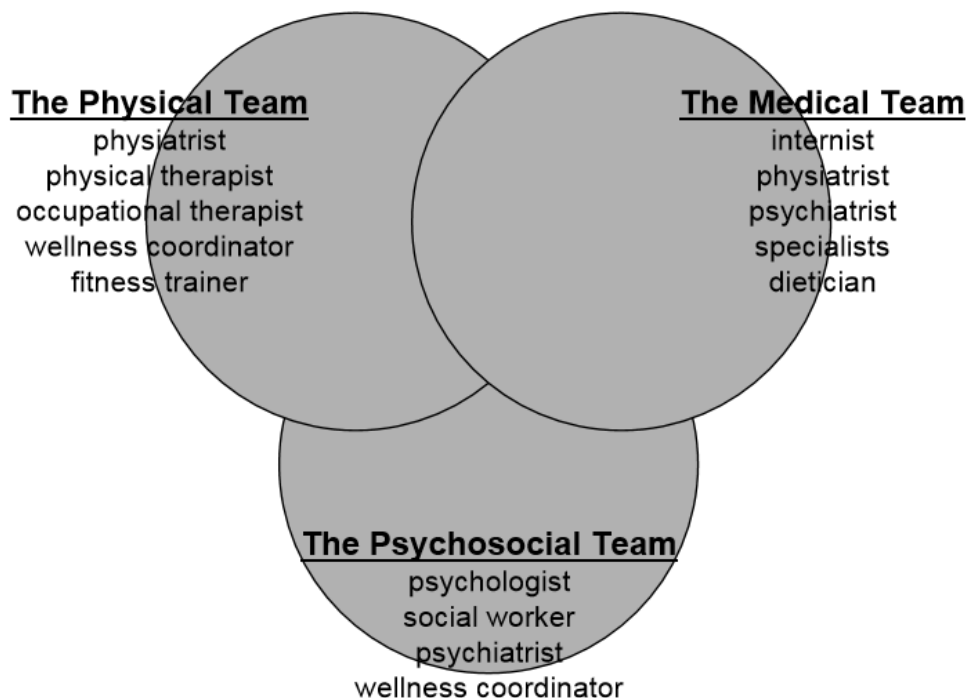 The Physical Team
physiatrist
physical therapist
occupational therapist
wellness coordinator
fitness trainer
The Medical Team
internist
physiatrist
psychiatrist
specialists
dietician
The Psychosocial Team
psychologist
social worker
psychiatrist
wellness coordinator